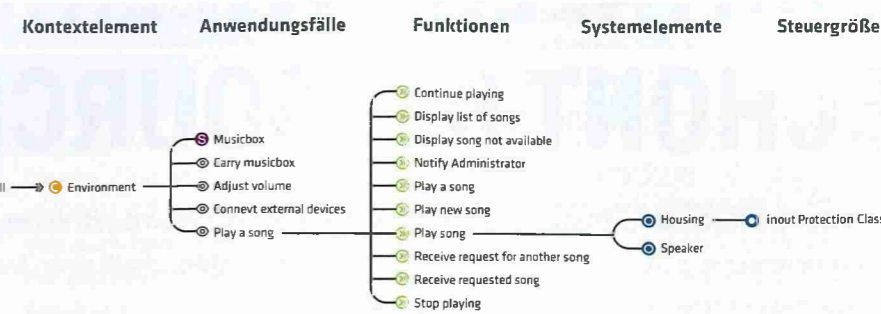 Kontextelement Anwendungsfälle Funktionen Systemelemente Steuergröße
Continue playing
Display list of songs
Musicbox
Display song not available
Carry musicbox
Notify Administrator
Environment
Adjust volume
Play a song
Connevt external devices
Play new song
Play a song
Play song
Housing
inout Protection Clas
Speaker
Receive request for another song
Receive requested song
Stop playing